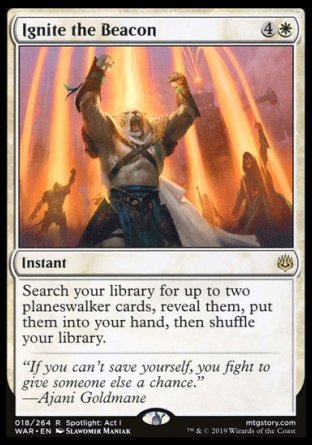 Ignite the Beacon 4
Instant
Search your library for up to two
planeswalker cards, reveal them, put
them into your hand, then shuffle
your library.
“If you can’t save yourself, you fight to
give someone else a chance.”
—Ajani Goldmane
018/264 R Spotlight: Act I mtgstory.com
WAR • EN Slawomir Maniak ™ & © 2019 Wizards of the Coast